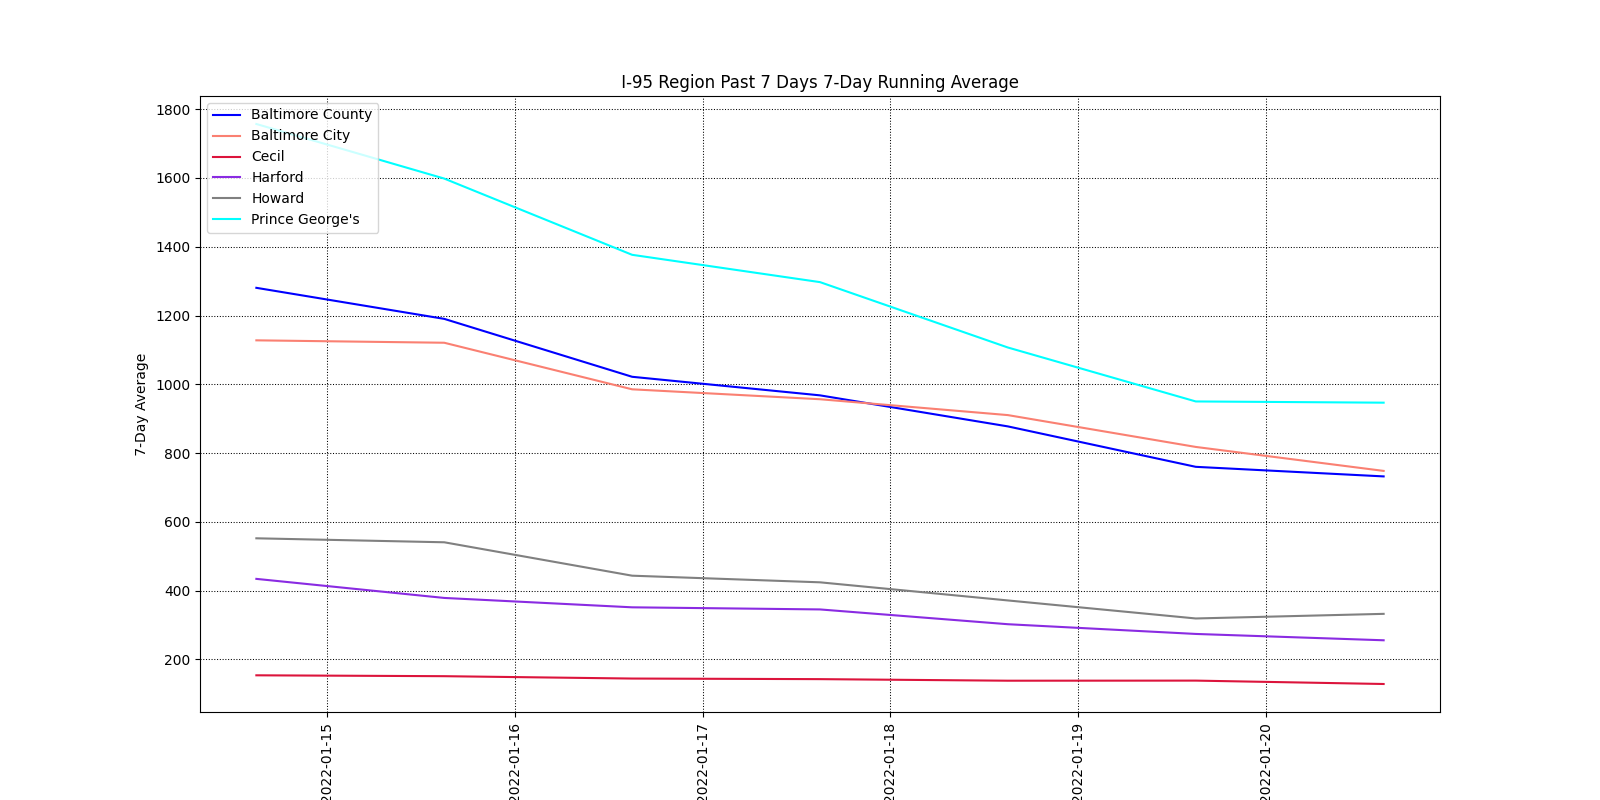 I-95 Region Past 7 Days 7-Day Running Average
7-Day Average
1800
1600
1400
1200
1000
800
600
400
200
Baltimore County
Baltimore City
Cecil
Harford
Howard
Prince George's
2022-01-15
2022-01-16
2022-01-17
2022-01-18
2022-01-19
2022-01-20